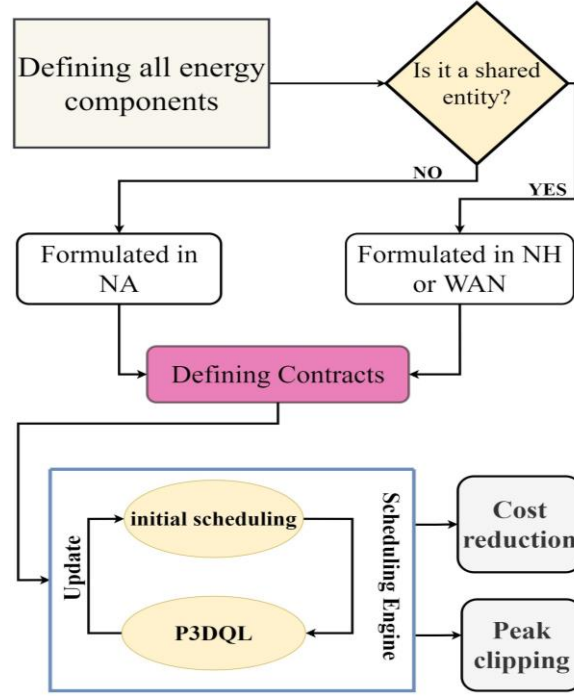 Defining all energy
components
Is it a shared
entity?
NO
YES
Formulated in
NA
Formulated in NH
or WAN
Defining Contracts
initial scheduling
Update
P3DQL
Scheduling Engine
Cost
reduction
Peak
clipping